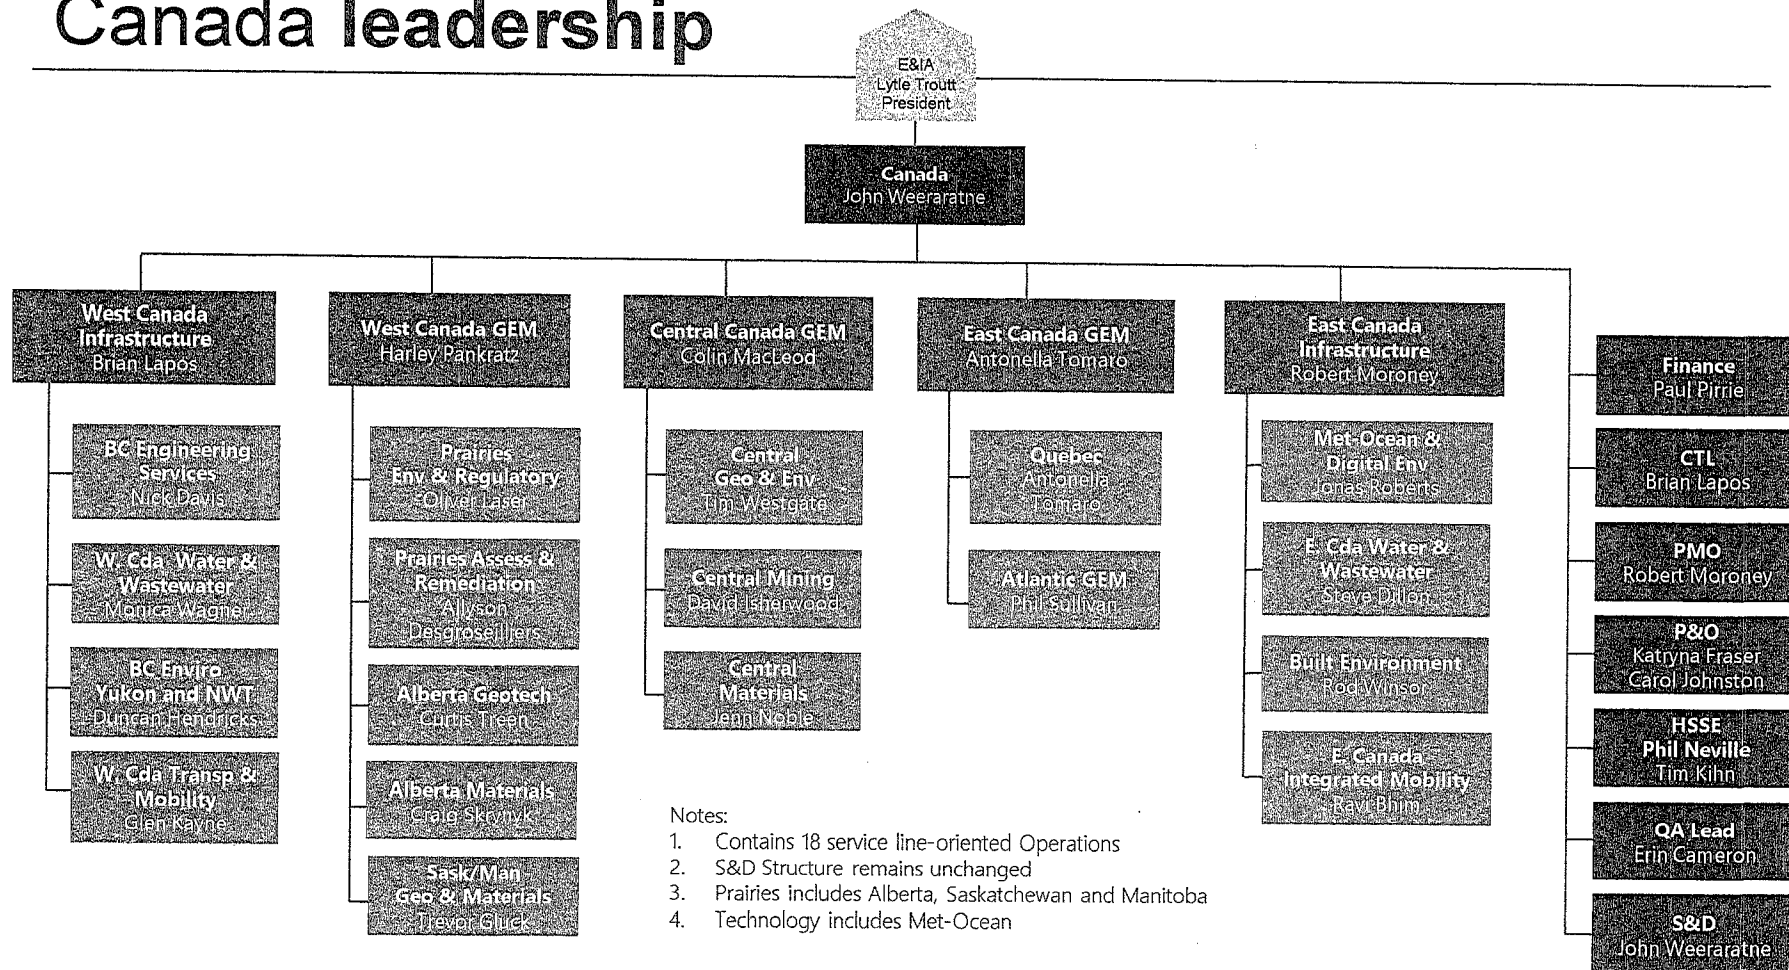 Canada leadership
E&IA
Lytle Troutt
President
Canada
John Weeraratne
West Canada
Infrastructure
Brian Lapos
BC Engineering
Services
Nick Davis
W. Cda Water &
Wastewater
Monica Wagner
BC Enviro
Yukon and NWT
Duncan Hendricks
W. Cda Transp &
Mobility
Glen Kayne
West Canada GEM
Harley Pankratz
Prairies
Env & Regulatory
Oliver Laser
Prairies Assess &
Remediation
Allyson
Desgroseilliers
Alberta Geotech
Curtis Treen
Alberta Materials
Craig Skrynyk
Sask/Man
Geo & Materials
Trevor Gluck
Central Canada GEM
Colin MacLeod
Central
Geo & Env
Tim Westgate
Central Mining
David Isherwood
Central
Materials
Jenn Noble
East Canada GEM
Antonella Tomaro
Quebec
Antonella
Tomaro
Atlantic GEM
Phil Sullivan
East Canada
Infrastructure
Robert Moroney
Met-Ocean &
Digital Env
Jonas Roberts
E. Cda Water &
Wastewater
Steve Dillon
Built Environment
Rod Winsor
E. Canada
Integrated Mobility
Ravi Bhim
Finance
Paul Pirrie
CTL
Brian Lapos
PMO
Robert Moroney
P&O
Katryna Fraser
Carol Johnston
HSSE
Phil Neville
Tim Kihn
QA Lead
Erin Cameron
S&D
John Weeraratne
Notes:
1. Contains 18 service line-oriented Operations
2. S&D Structure remains unchanged
3. Prairies includes Alberta, Saskatchewan and Manitoba
4. Technology includes Met-Ocean